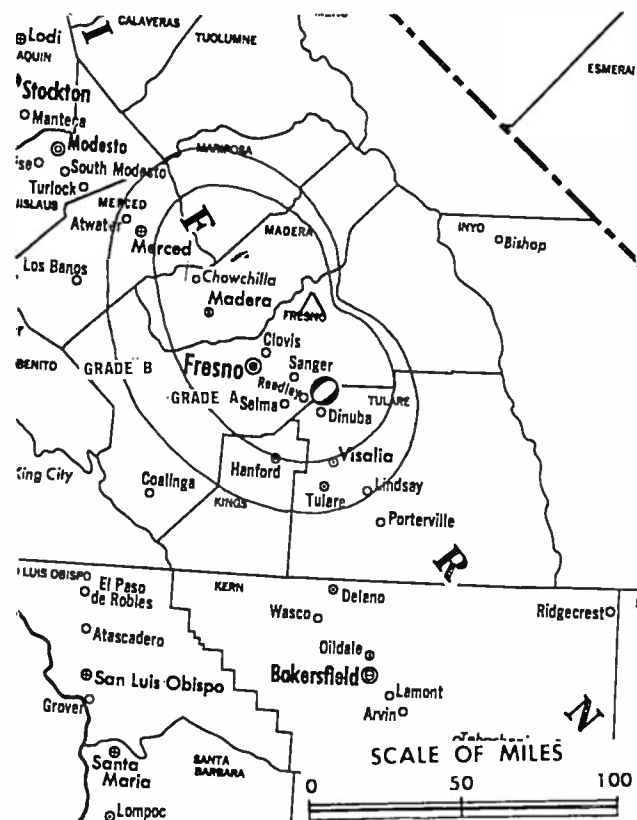 CALAVERAS
TUOLUMNE
I
Lodi
AQUIN
ESMERAL
Stockton
Manteca
Modesto
MARIPOSA
South Modesto
Turlock
ISLAUS
MERCED
F
Atwater
Merced
MADERA
INYO
Bishop
Los Banos
Chowchilla
Madera
FRESNO
Clovis
BENITO
GRADE B
Fresno
Sanger
GRADE A
Reedley
Selma
TULARE
Dinuba
Hanford
Visalia
King City
Coalinga
Tulare
Lindsay
KINGS
Porterville
R
LUIS OBISPO
El Paso
de Robles
KERN
Delano
Wasco
Ridgecrest
Atascadero
Oildale
Bakersfield
San Luis Obispo
Lamont
Grover
Arvin
N
SCALE OF MILES
Santa
Maria
SANTA
BARBARA
0 50 100
Lompoc